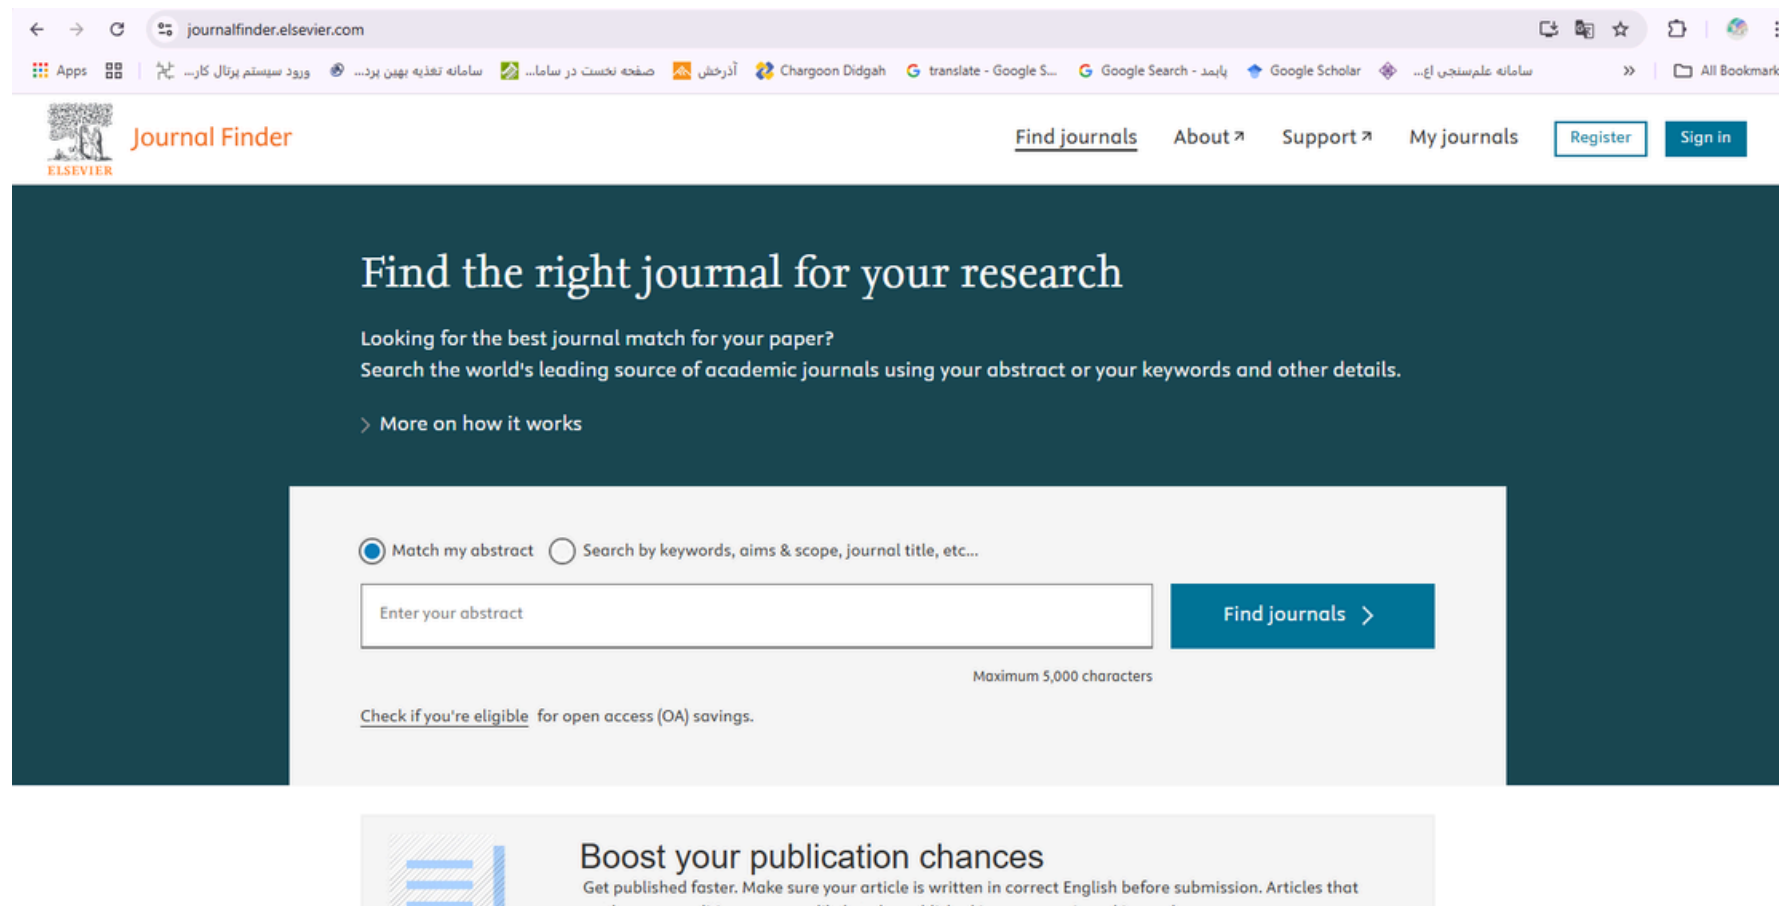 journalfinder.elsevier.com
Apps ورود سیستم پرتال کار... سامانه تغذیه بهین پرد... صفحه نخست در ساما... آذرخش Chargoon Didgah translate - Google S... پابمد - Google Search Google Scholar سامانه علم‌سنجی اع... » All Bookmark
ELSEVIER
Journal Finder Find journals About Support My journals Register Sign in
Find the right journal for your research
Looking for the best journal match for your paper?
Search the world's leading source of academic journals using your abstract or your keywords and other details.
More on how it works
Match my abstract Search by keywords, aims & scope, journal title, etc...
Enter your abstract Find journals
Maximum 5,000 characters
Check if you're eligible for open access (OA) savings.
Boost your publication chances
Get published faster. Make sure your article is written in correct English before submission. Articles that